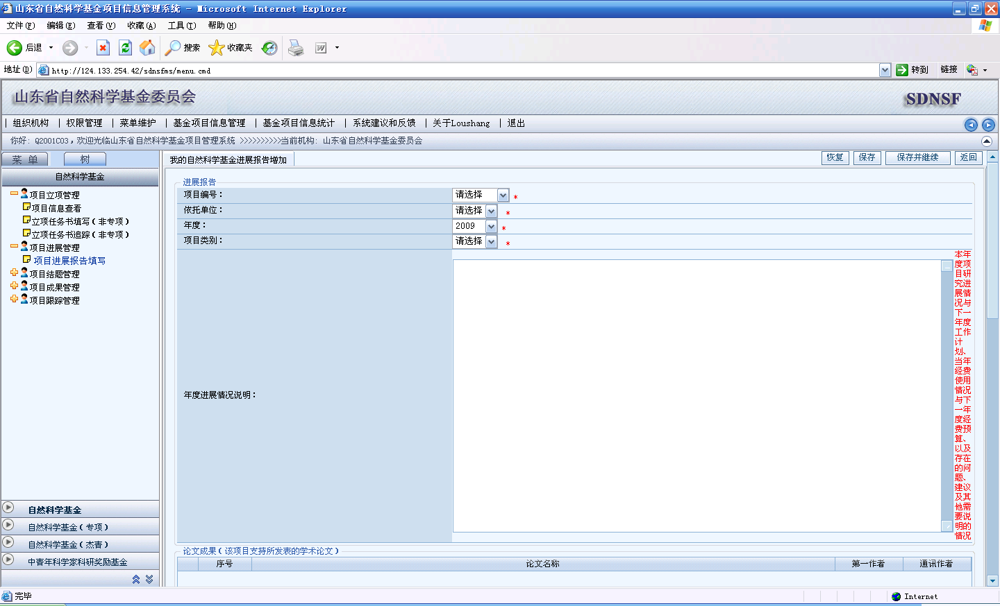 山东省自然科学基金项目信息管理系统 - Microsoft Internet Explorer
文件(F) 编辑(E) 查看(V) 收藏(A) 工具(T) 帮助(H)
后退 搜索 收藏夹
地址(D) http://124.133.254.42/sdnsfms/menu.cmd 转到 链接
山东省自然科学基金委员会 SDNSF
| 组织机构 | 权限管理 | 菜单维护 | 基金项目信息管理 | 基金项目信息统计 | 系统建议和反馈 | 关于Loushang | 退出
你好: Q2001C03，欢迎光临山东省自然科学基金项目管理系统 >>>>>>>>>>当前机构: 山东省自然科学基金委员会
菜 单 树
自然科学基金
项目立项管理
项目信息查看
立项任务书填写（非专项）
立项任务书追踪（非专项）
项目进展管理
项目进展报告填写
项目结题管理
项目成果管理
项目跟踪管理
自然科学基金
自然科学基金（专项）
自然科学基金（杰青）
中青年科学家科研奖励基金
我的自然科学基金进展报告增加 恢复 保存 保存并继续 返回
进展报告
项目编号： 请选择 *
依托单位： 请选择 *
年度： 2009 *
项目类别： 请选择 *
年度进展情况说明：
本年
度项
目研
究进
展情
况与
下一
年度
工作
计
划、
当年
经费
使用
情况
与下
一年
度经
费预
算、
以及
存在
的问
题、
建议
及其
他需
要说
明的
情况
论文成果（该项目支持所发表的学术论文）
序号 论文名称 第一作者 通讯作者
完毕 Internet